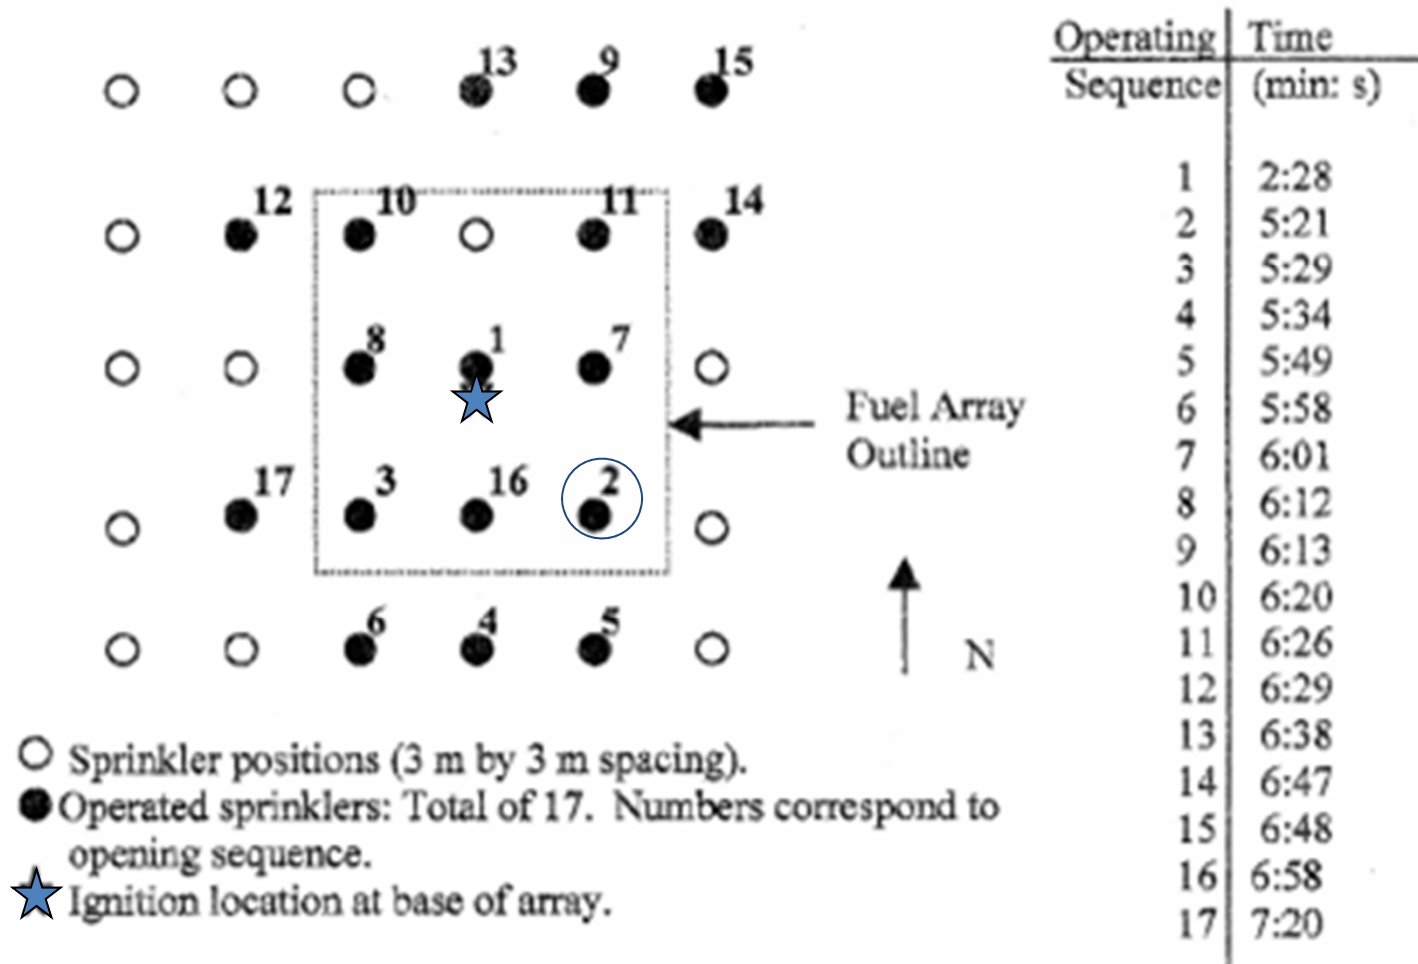 13 9 15
12 10 11 14
8 1 7
17 3 16 2
6 4 5
Fuel Array
Outline
N
Sprinkler positions (3 m by 3 m spacing).
Operated sprinklers: Total of 17. Numbers correspond to
opening sequence.
Ignition location at base of array.
Operating Time
Sequence (min: s)
1 2:28
2 5:21
3 5:29
4 5:34
5 5:49
6 5:58
7 6:01
8 6:12
9 6:13
10 6:20
11 6:26
12 6:29
13 6:38
14 6:47
15 6:48
16 6:58
17 7:20